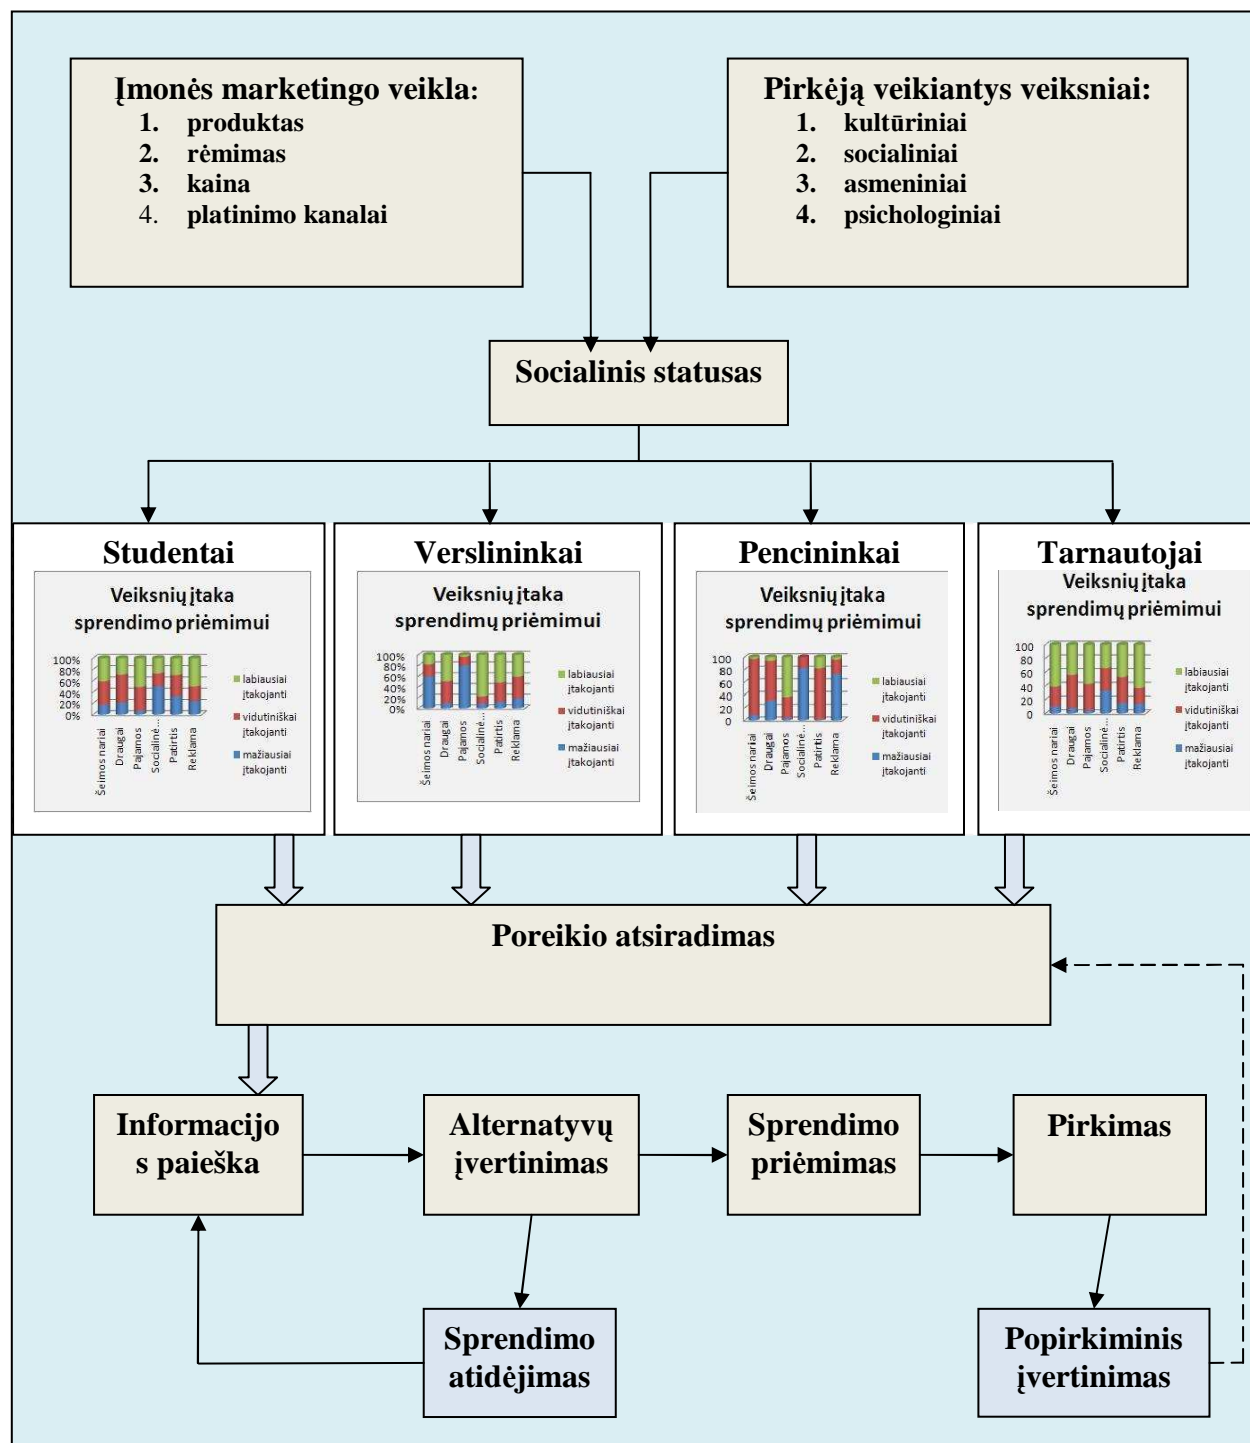 Įmonės marketingo veikla:
1. produktas
2. rėmimas
3. kaina
4. platinimo kanalai
Pirkėją veikiantys veiksniai:
1. kultūriniai
2. socialiniai
3. asmeniniai
4. psichologiniai
Socialinis statusas
Studentai
Veiksnių įtaka
sprendimo priėmimui
100%
80%
60%
40%
20%
0%
Šeimos nariai
Draugai
Pajamos
Socialinė...
Patirtis
Reklama
labiausiai
įtakojanti
vidutiniškai
įtakojanti
mažiausiai
įtakojanti
Verslininkai
Veiksnių įtaka
sprendimų priėmimui
100%
80%
60%
40%
20%
0%
Šeimos nariai
Draugai
Pajamos
Socialinė...
Patirtis
Reklama
labiausiai
įtakojanti
vidutiniškai
įtakojanti
mažiausiai
įtakojanti
Pencininkai
Veiksnių įtaka
sprendimų priėmimui
100
80
60
40
20
0
Šeimos nariai
Draugai
Pajamos
Socialinė...
Patirtis
Reklama
labiausiai
įtakojanti
vidutiniškai
įtakojanti
mažiausiai
įtakojanti
Tarnautojai
Veiksnių įtaka
sprendimų priėmimui
100
80
60
40
20
0
Šeimos nariai
Draugai
Pajamos
Socialinė...
Patirtis
Reklama
labiausiai
įtakojanti
vidutiniškai
įtakojanti
mažiausiai
įtakojanti
Poreikio atsiradimas
Informacijo
s paieška
Alternatyvų
įvertinimas
Sprendimo
priėmimas
Pirkimas
Sprendimo
atidėjimas
Popirkiminis
įvertinimas